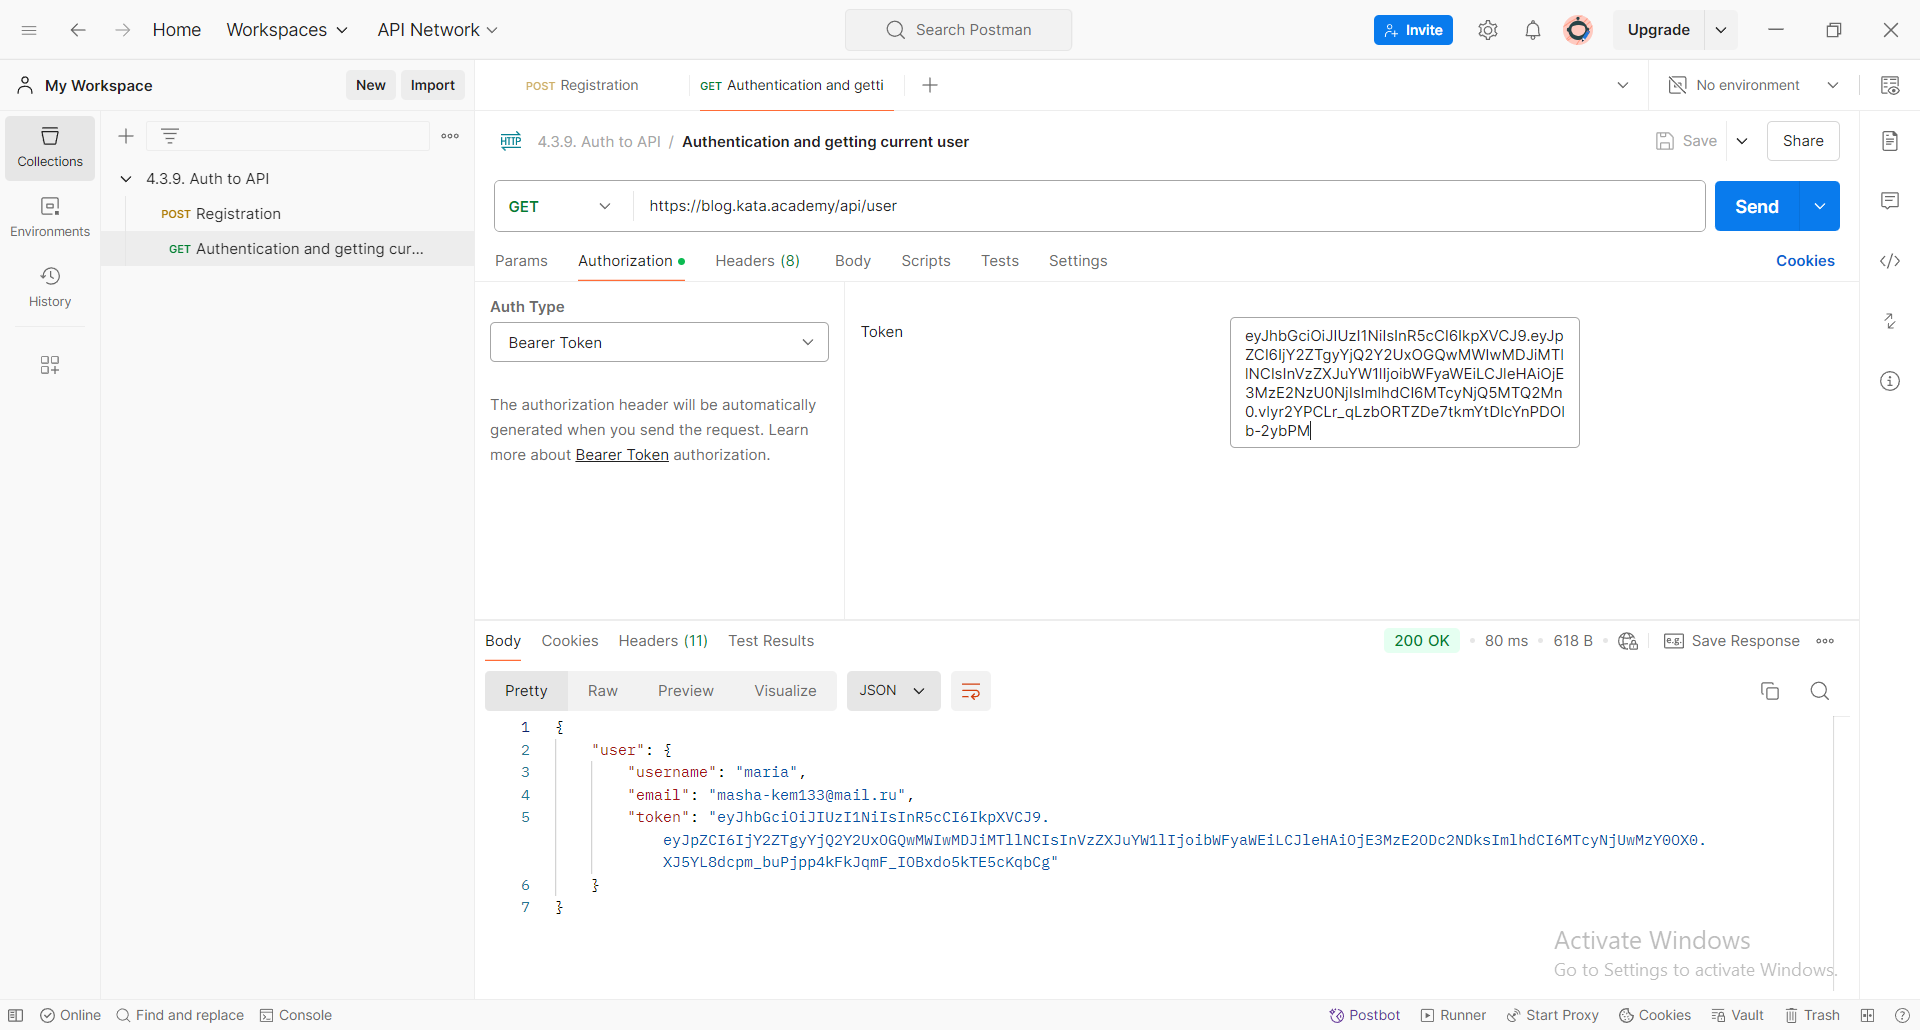 Home Workspaces API Network Search Postman Invite Upgrade
My Workspace New Import POST Registration GET Authentication and getti No environment
Collections
HTTP 4.3.9. Auth to API / Authentication and getting current user Save Share
4.3.9. Auth to API
POST Registration
GET Authentication and getting cur...
Environments
History
GET https://blog.kata.academy/api/user Send
Params Authorization Headers (8) Body Scripts Tests Settings Cookies
Auth Type
Bearer Token
The authorization header will be automatically
generated when you send the request. Learn
more about Bearer Token authorization.
Token
eyJhbGciOiJIUzI1NiIsInR5cCI6IkpXVCJ9.eyJp
ZCI6IjY2ZTgyYjQ2Y2UxOGQwMWIwMDJiMTl
lNCIsInVzZXJuYW1lIjoibWFyaWEiLCJleHAiOjE
3MzE2NzU0NjIsImlhdCI6MTcyNjQ5MTQ2Mn
b-2ybPM
Body Cookies Headers (11) Test Results 200 OK 80 ms 618 B e.g. Save Response
Pretty Raw Preview Visualize JSON
1 {
2 "user": {
3 "username": "maria",
4 "email": "masha-kem133@mail.ru",
5 "token": "eyJhbGciOiJIUzI1NiIsInR5cCI6IkpXVCJ9.
eyJpZCI6IjY2ZTgyYjQ2Y2UxOGQwMWIwMDJiMTllNCIsInVzZXJuYW1lIjoibWFyaWEiLCJleHAiOjE3MzE2ODc2NDksImlhdCI6MTcyNjUwMzY0OX0.
XJ5YL8dcpm_buPjpp4kFkJqmF_IOBxdo5kTE5cKqbCg"
6 }
7 }
Activate Windows
Go to Settings to activate Windows.
Online Find and replace Console Postbot Runner Start Proxy Cookies Vault Trash